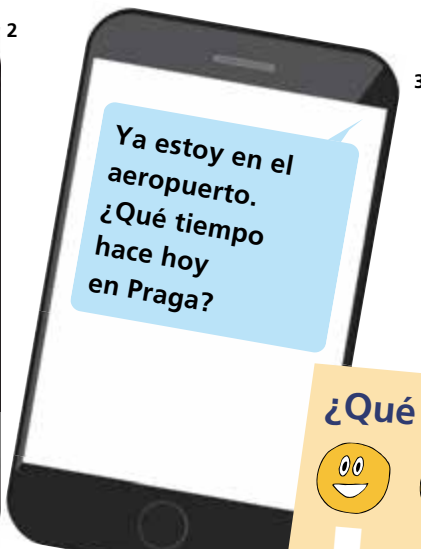 2
3
Ya estoy en el
aeropuerto.
¿Qué tiempo
hace hoy
en Praga?
¿Qué